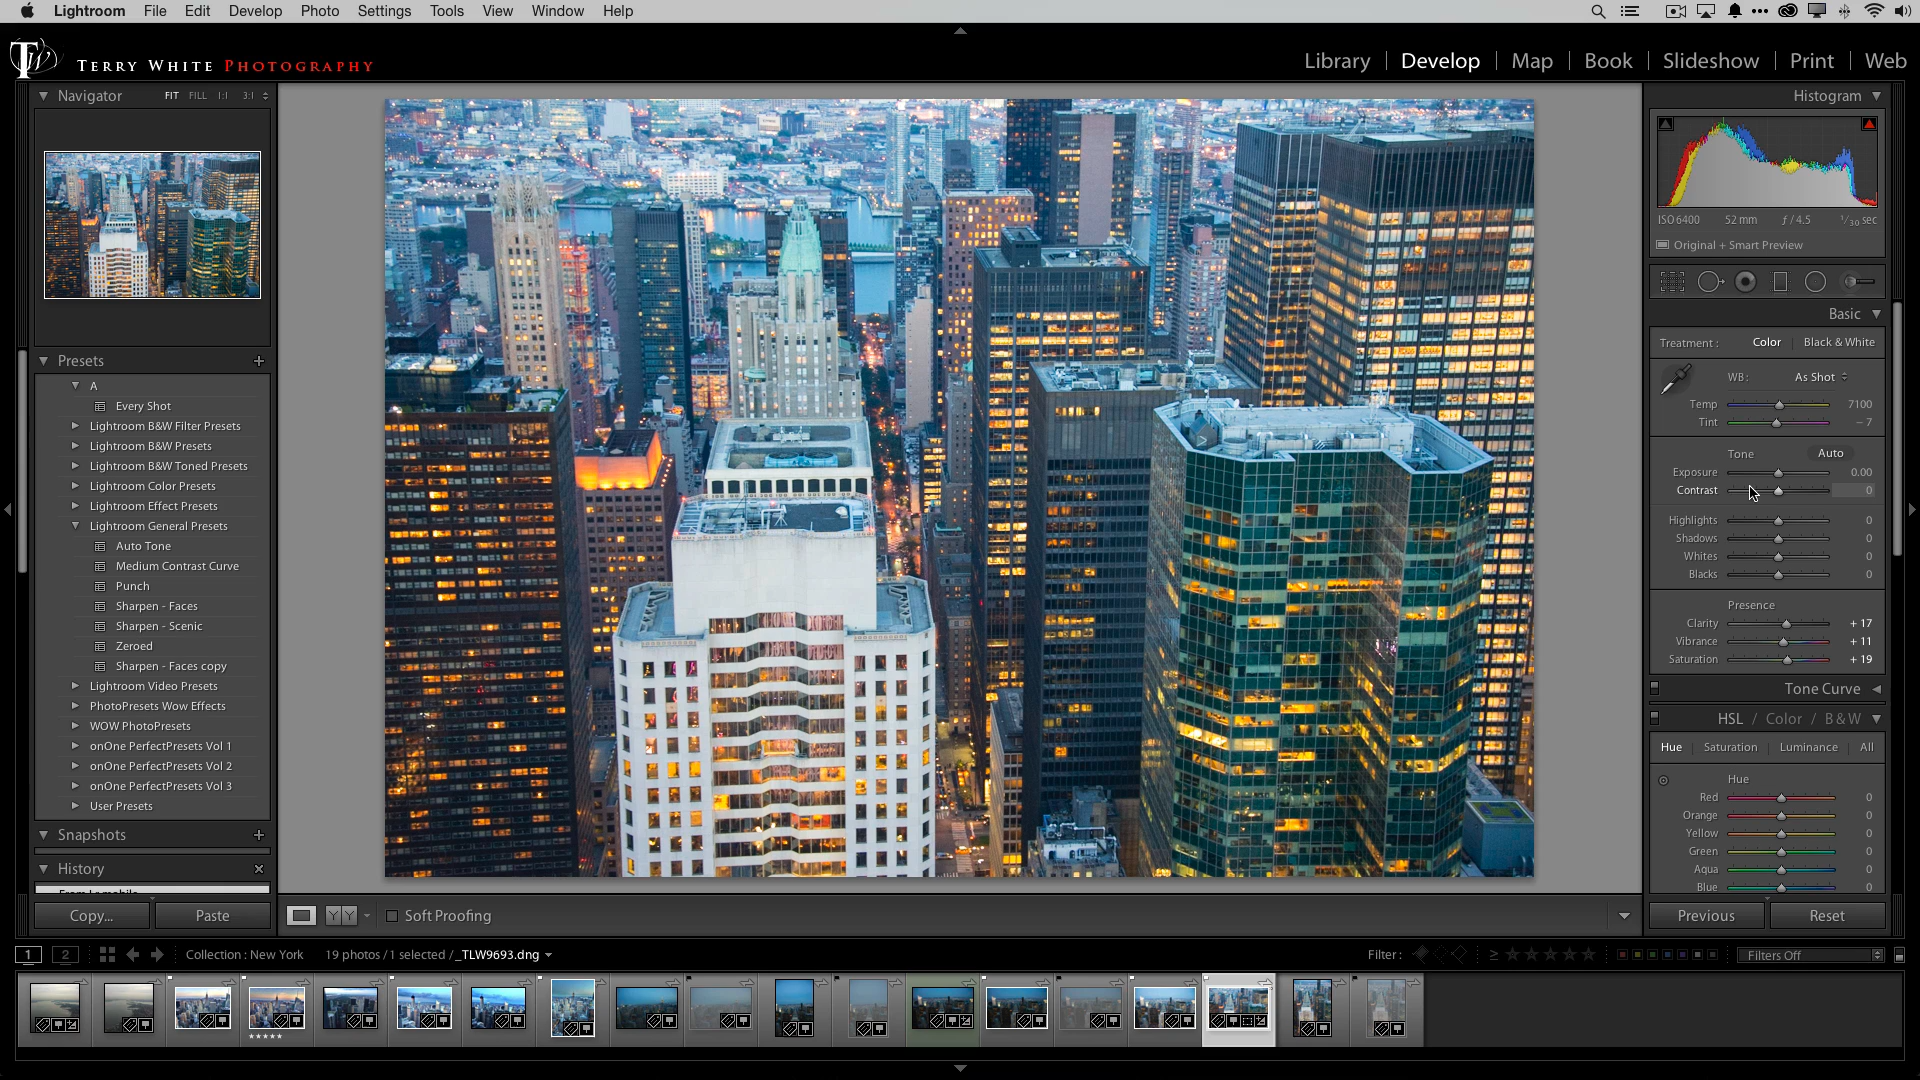 Lightroom File Edit Develop Photo Settings Tools View Window Help
TERRY WHITE PHOTOGRAPHY
Library Develop Map Book Slideshow Print Web
Navigator FIT FILL 1:1 3:1
Presets +
A
Every Shot
Lightroom B&W Filter Presets
Lightroom B&W Presets
Lightroom B&W Toned Presets
Lightroom Color Presets
Lightroom Effect Presets
Lightroom General Presets
Auto Tone
Medium Contrast Curve
Punch
Sharpen - Faces
Sharpen - Scenic
Zeroed
Sharpen - Faces copy
Lightroom Video Presets
PhotoPresets Wow Effects
WOW PhotoPresets
onOne PerfectPresets Vol 1
onOne PerfectPresets Vol 2
onOne PerfectPresets Vol 3
User Presets
Snapshots +
History ×
From Lr mobile
Copy... Paste
Histogram
ISO 6400 52 mm ƒ / 4.5 1/30 sec
Original + Smart Preview
Basic
Treatment : Color Black & White
WB: As Shot
Temp 7100
Tint – 7
Tone Auto
Exposure 0.00
Contrast 0
Highlights 0
Shadows 0
Whites 0
Blacks 0
Presence
Clarity + 17
Vibrance + 11
Saturation + 19
Tone Curve
HSL / Color / B & W
Hue Saturation Luminance All
Hue
Red 0
Orange 0
Yellow 0
Green 0
Aqua 0
Blue 0
Previous Reset
YY Soft Proofing
1 2 Collection : New York 19 photos / 1 selected / _TLW9693.dng Filter : ≥ Filters Off